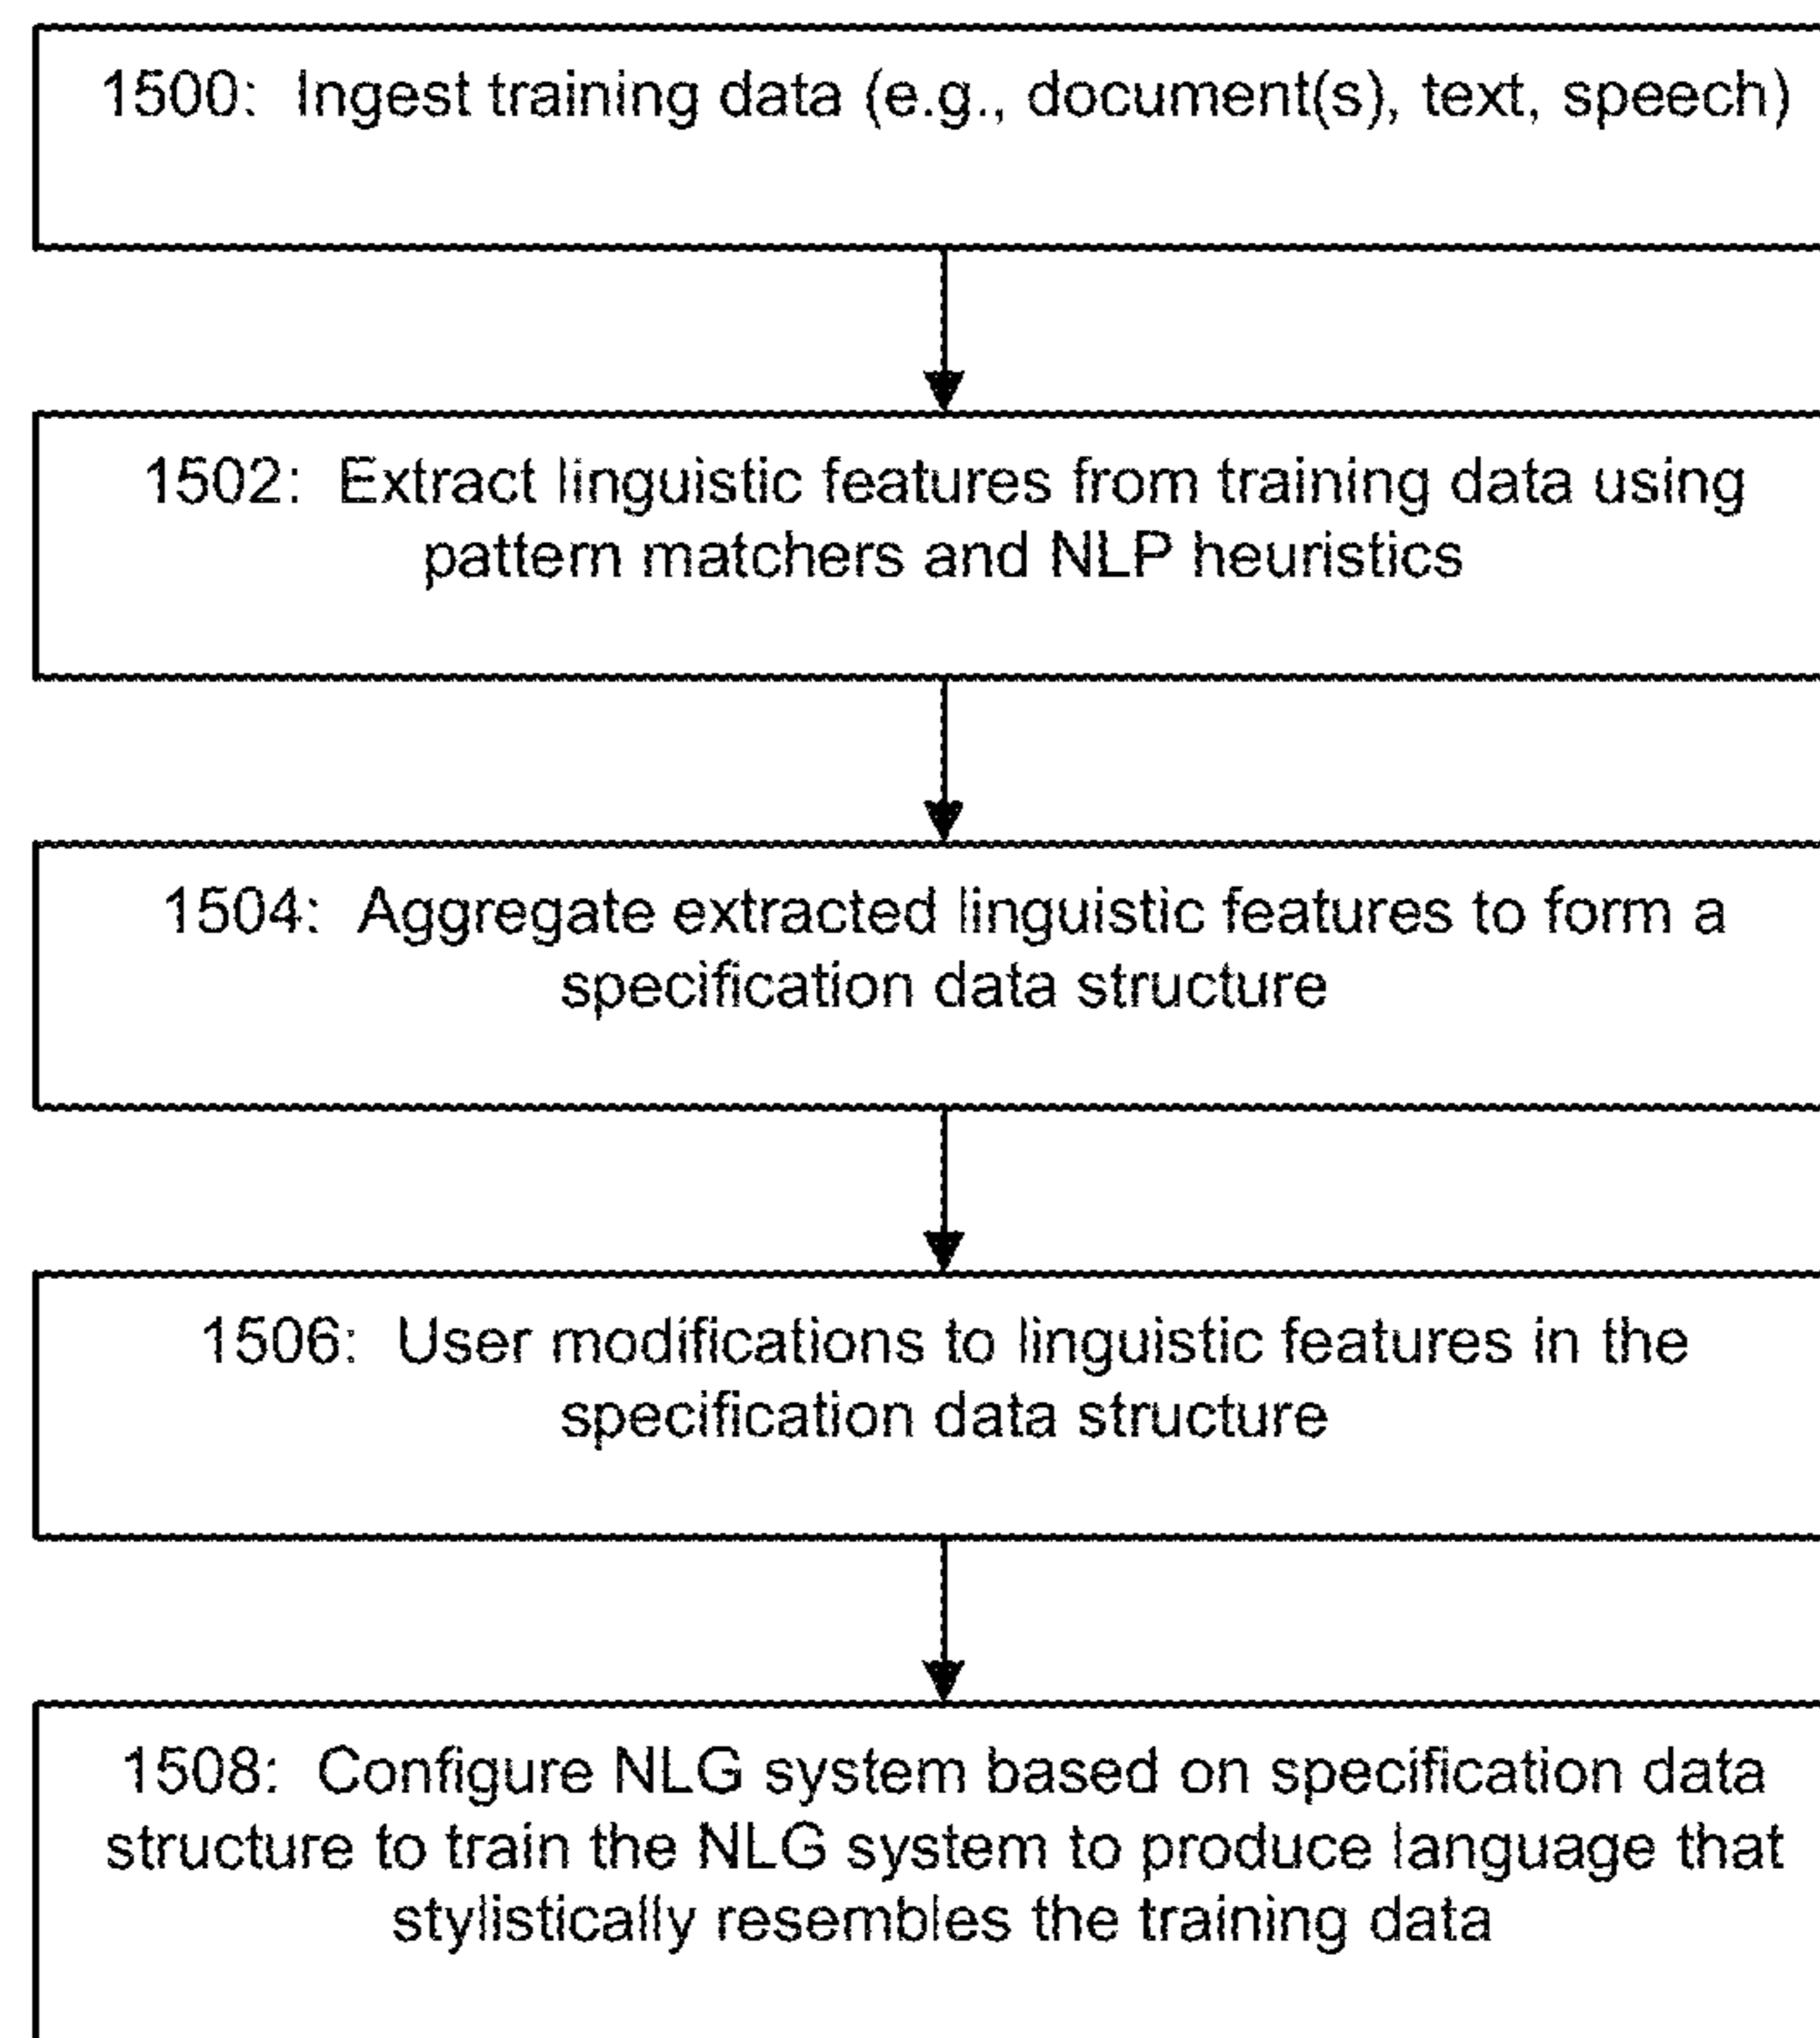 1500: Ingest training data (e.g., document(s), text, speech)
1502: Extract linguistic features from training data using
pattern matchers and NLP heuristics
1504: Aggregate extracted linguistic features to form a
specification data structure
1506: User modifications to linguistic features in the
specification data structure
1508: Configure NLG system based on specification data
structure to train the NLG system to produce language that
stylistically resembles the training data